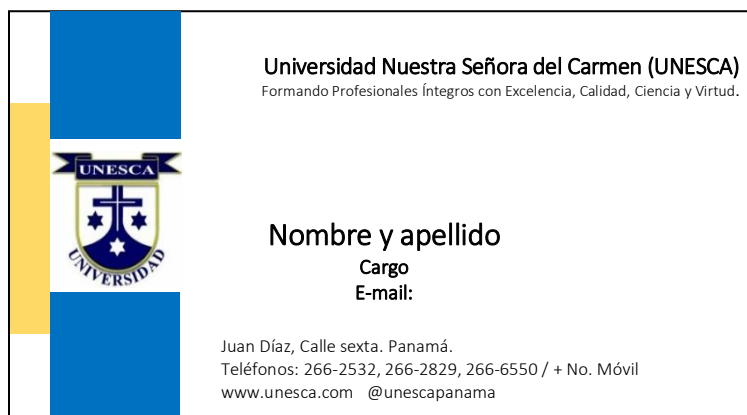 Universidad Nuestra Señora del Carmen (UNESCA)
Formando Profesionales Íntegros con Excelencia, Calidad, Ciencia y Virtud.
UNESCA
UNIVERSIDAD
Nombre y apellido
Cargo
E-mail:
Juan Díaz, Calle sexta. Panamá.
Teléfonos: 266-2532, 266-2829, 266-6550 / + No. Móvil
www.unesca.com @unescapanama